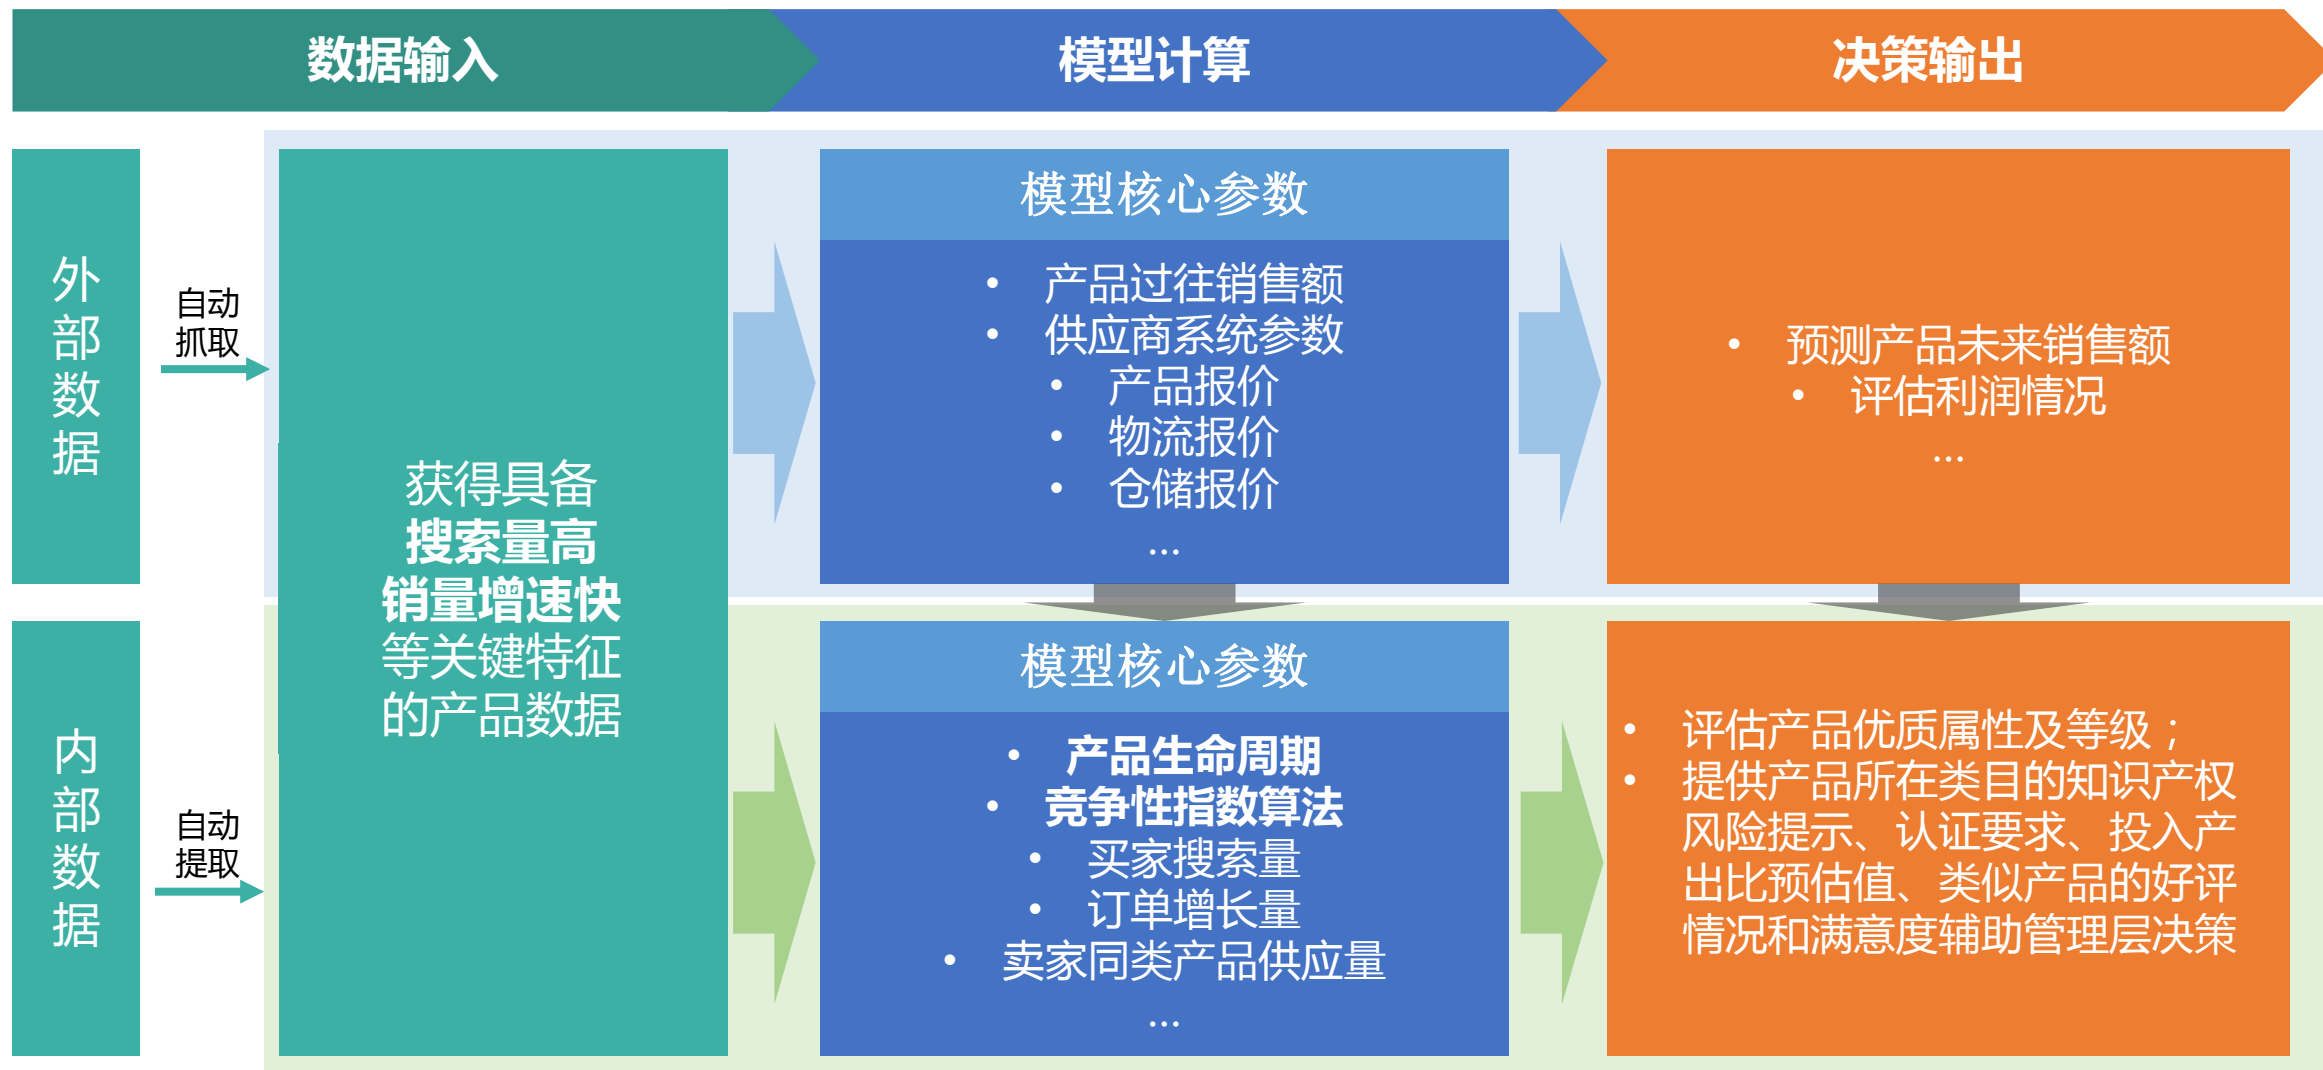 数据输入
模型计算
决策输出
外部数据
自动
抓取
内部数据
自动
提取
获得具备
搜索量高
销量增速快
等关键特征
的产品数据
模型核心参数
• 产品过往销售额
• 供应商系统参数
• 产品报价
• 物流报价
• 仓储报价
...
• 预测产品未来销售额
• 评估利润情况
...
模型核心参数
• 产品生命周期
• 竞争性指数算法
• 买家搜索量
• 订单增长量
• 卖家同类产品供应量
...
• 评估产品优质属性及等级；
• 提供产品所在类目的知识产权
风险提示、认证要求、投入产
出比预估值、类似产品的好评
情况和满意度辅助管理层决策